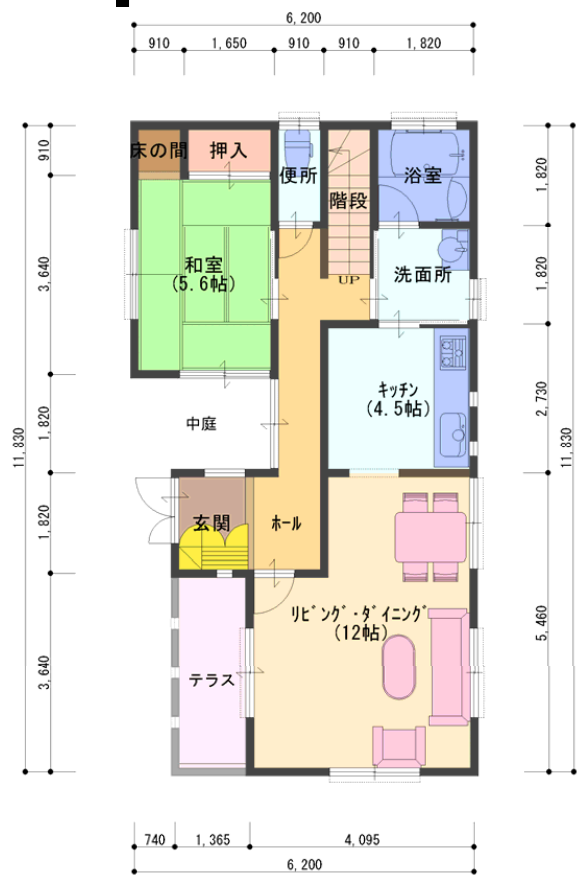 6,200
910
1,650
910
910
1,820
床の間
押入
便所
階段
浴室
UP
洗面所
和室
(5.6帖)
キッチン
(4.5帖)
中庭
玄関
ホール
リビング・ダイニング
(12帖)
テラス
910
3,640
1,820
1,820
3,640
11,830
1,820
1,820
2,730
5,460
11,830
740
1,365
4,095
6,200